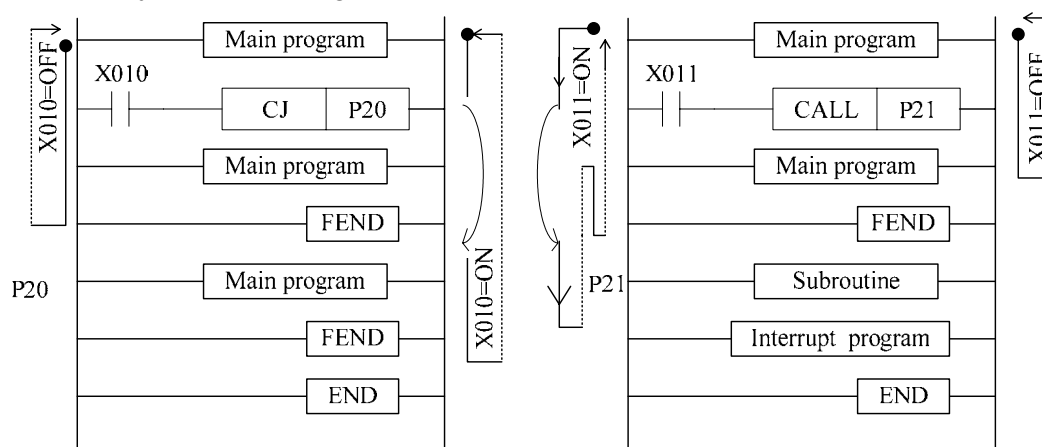 Main program
X010
CJ P20
Main program
FEND
P20
Main program
FEND
END
X010=OFF
X010=ON
Main program
X011
CALL P21
Main program
FEND
P21
Subroutine
Interrupt program
END
X011=ON
X011=OFF